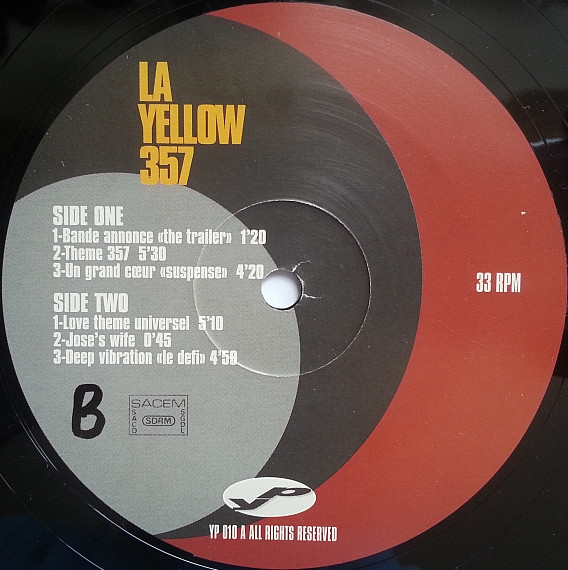 LA
YELLOW
357
SIDE ONE
1-Bande annonce «the trailer» 1'20
2-Theme 357 5'30
3-Un grand cœur «suspense» 4'20
33 RPM
SIDE TWO
1-Love theme universel 5'10
2-Jose's wife 0'45
3-Deep vibration «le defi» 4'59
B
SACEM
SACD
SDRM
SGDL
YP
YP 010 A ALL RIGHTS RESERVED